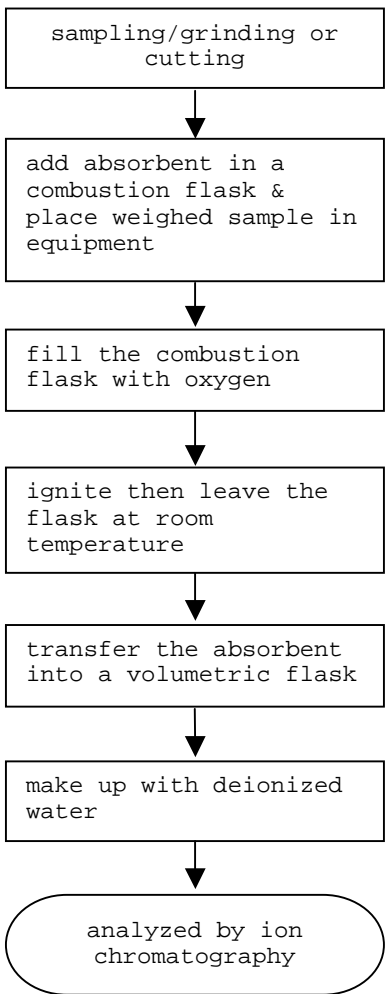 sampling/grinding or
cutting
add absorbent in a
combustion flask &
place weighed sample in
equipment
fill the combustion
flask with oxygen
ignite then leave the
flask at room
temperature
transfer the absorbent
into a volumetric flask
make up with deionized
water
analyzed by ion
chromatography